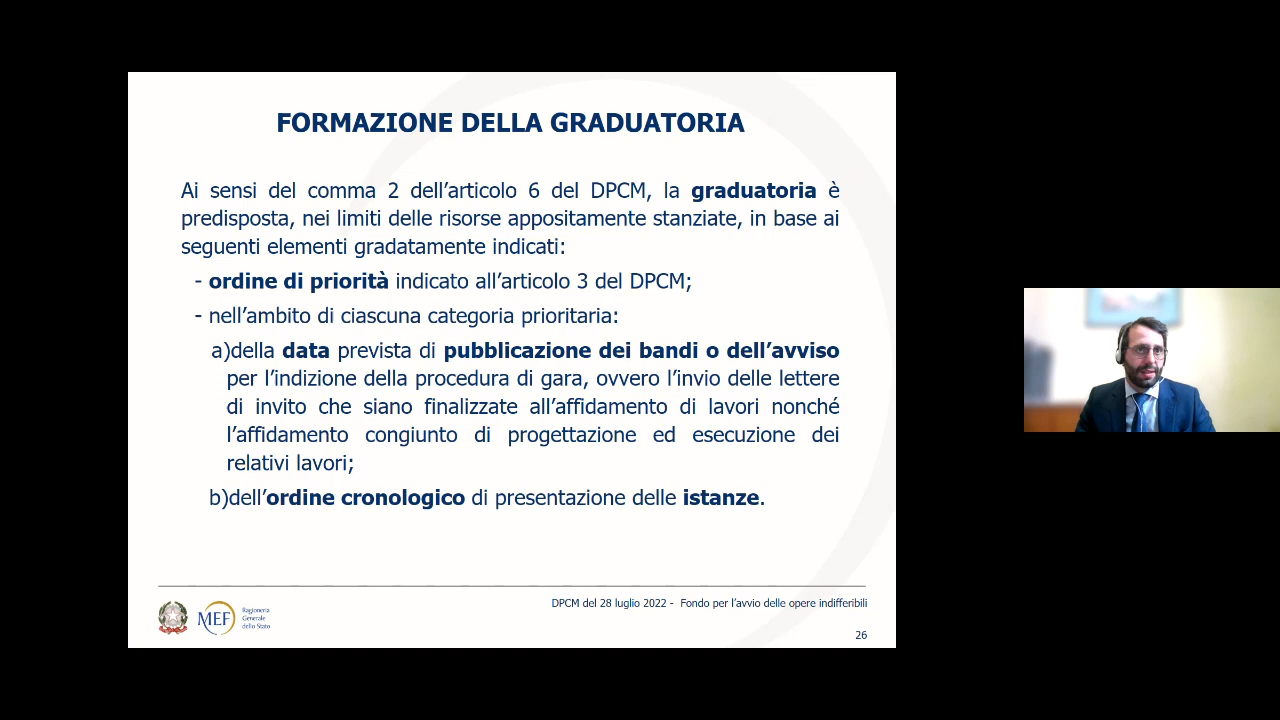 FORMAZIONE DELLA GRADUATORIA
Ai sensi del comma 2 dell’articolo 6 del DPCM, la graduatoria è
predisposta, nei limiti delle risorse appositamente stanziate, in base ai
seguenti elementi gradatamente indicati:
- ordine di priorità indicato all’articolo 3 del DPCM;
- nell’ambito di ciascuna categoria prioritaria:
a)della data prevista di pubblicazione dei bandi o dell’avviso
per l’indizione della procedura di gara, ovvero l’invio delle lettere
di invito che siano finalizzate all’affidamento di lavori nonché
l’affidamento congiunto di progettazione ed esecuzione dei
relativi lavori;
b)dell’ordine cronologico di presentazione delle istanze.
DPCM del 28 luglio 2022 - Fondo per l’avvio delle opere indifferibili
MEF
Ragioneria
Generale
dello Stato
26